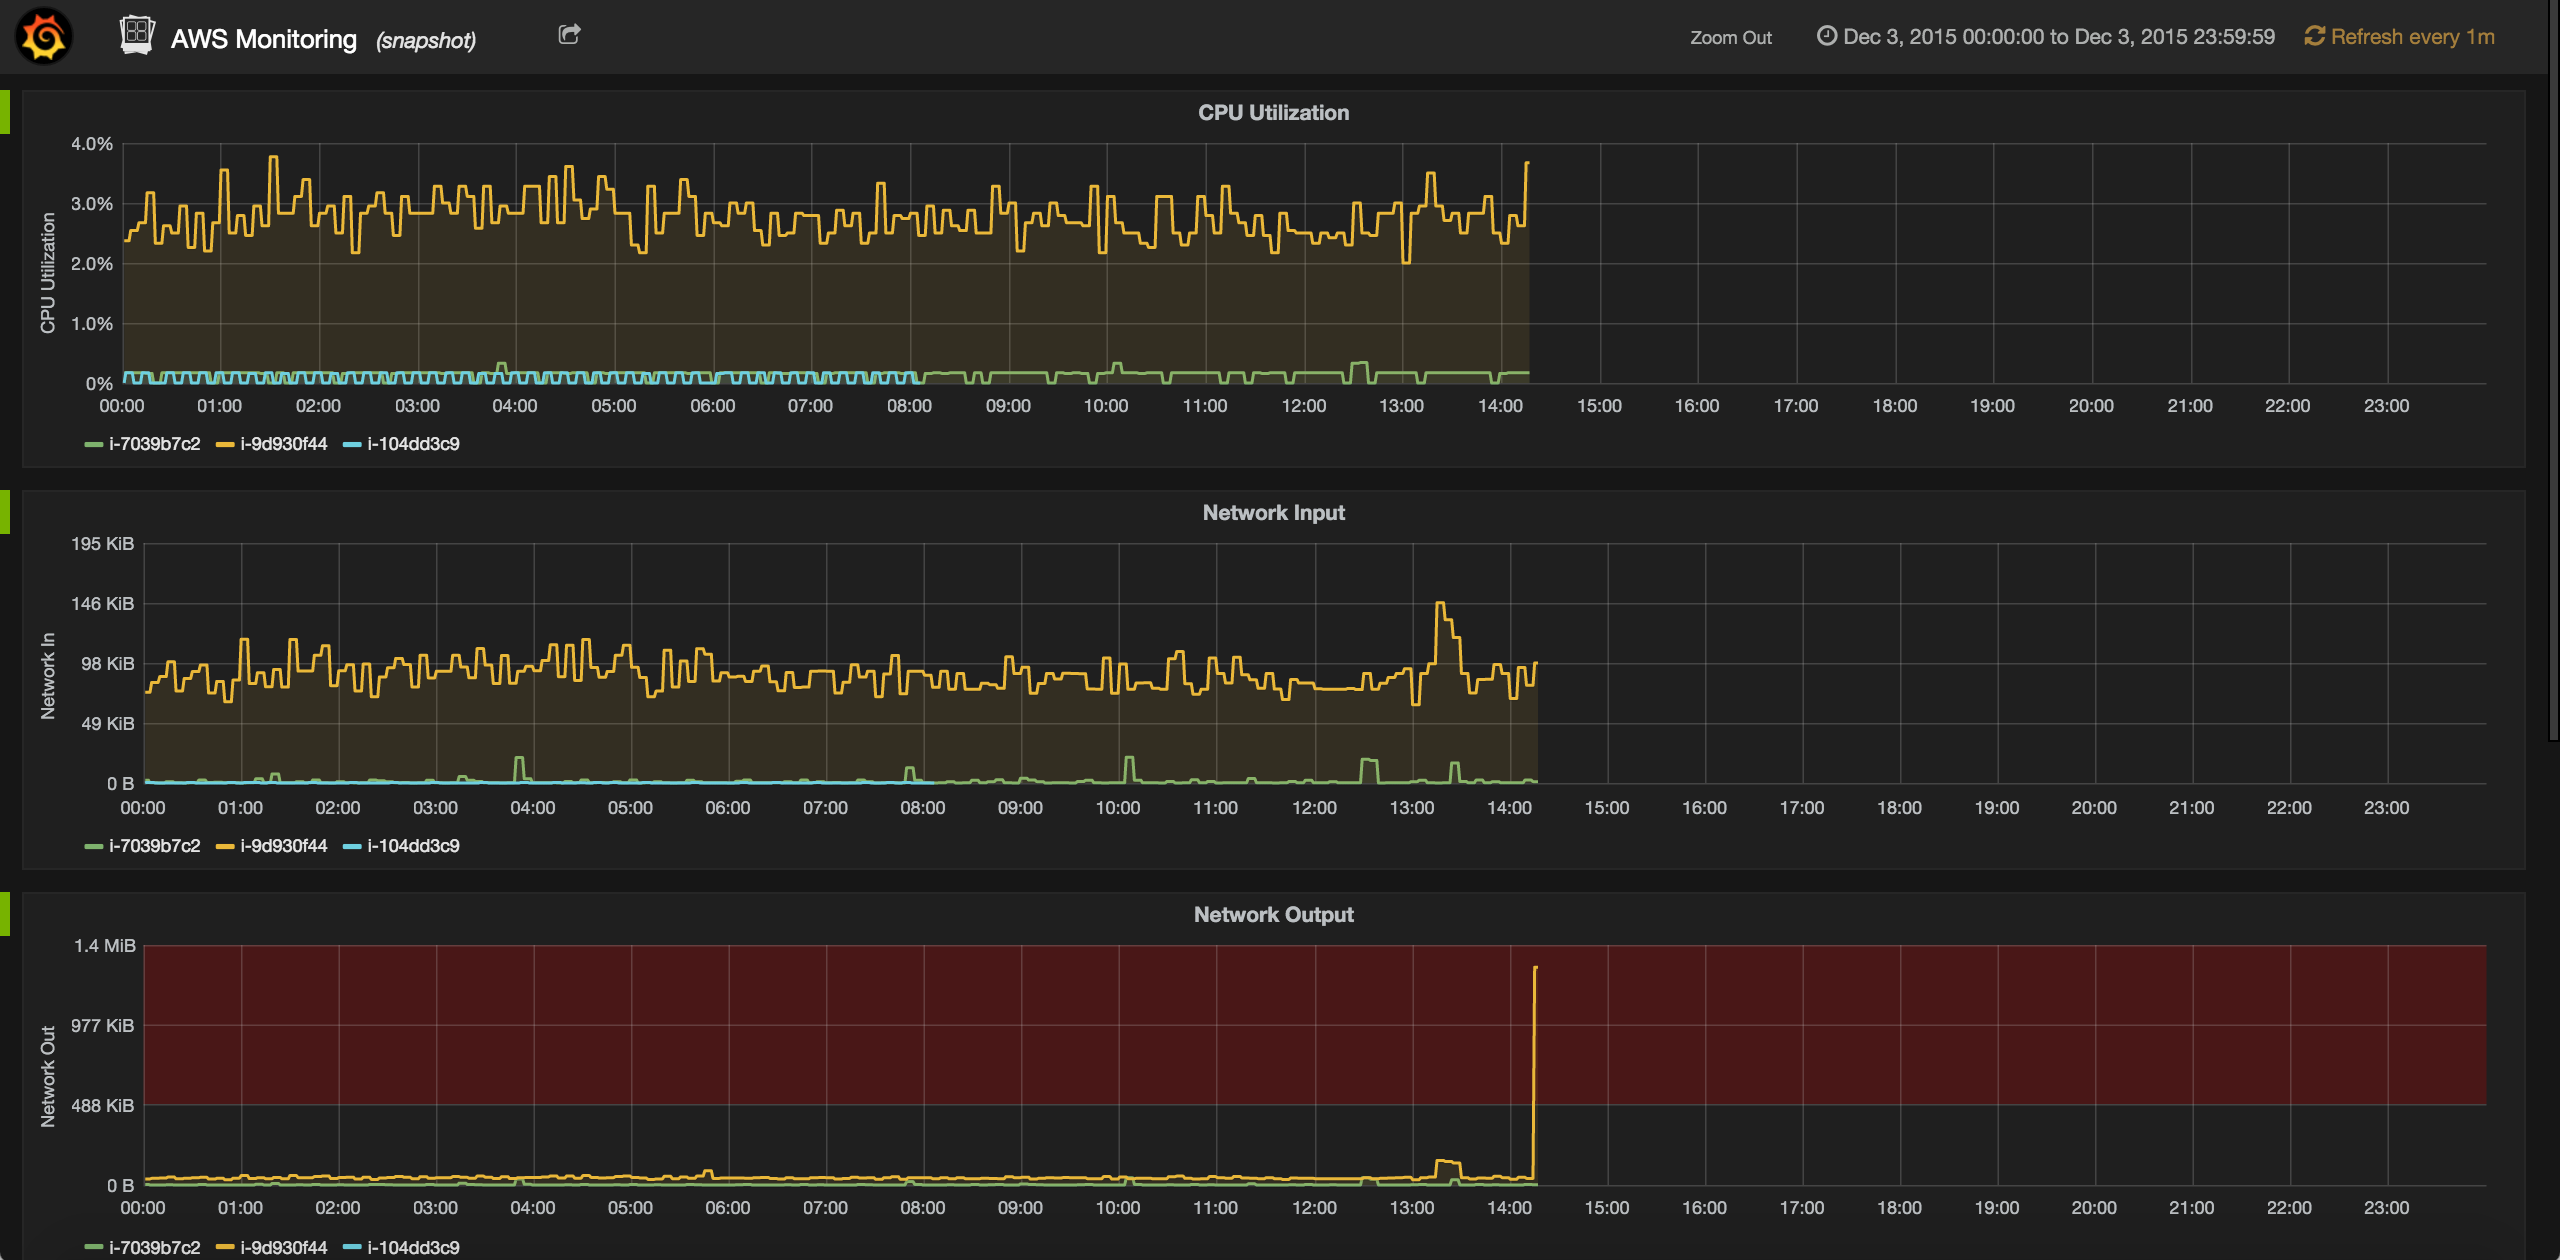 AWS Monitoring (snapshot)
Zoom Out
Dec 3, 2015 00:00:00 to Dec 3, 2015 23:59:59
Refresh every 1m
CPU Utilization
CPU Utilization
4.0%
3.0%
2.0%
1.0%
0%
00:00 01:00 02:00 03:00 04:00 05:00 06:00 07:00 08:00 09:00 10:00 11:00 12:00 13:00 14:00 15:00 16:00 17:00 18:00 19:00 20:00 21:00 22:00 23:00
i-7039b7c2 i-9d930f44 i-104dd3c9
Network Input
Network In
195 KiB
146 KiB
98 KiB
49 KiB
0 B
00:00 01:00 02:00 03:00 04:00 05:00 06:00 07:00 08:00 09:00 10:00 11:00 12:00 13:00 14:00 15:00 16:00 17:00 18:00 19:00 20:00 21:00 22:00 23:00
i-7039b7c2 i-9d930f44 i-104dd3c9
Network Output
Network Out
1.4 MiB
977 KiB
488 KiB
0 B
00:00 01:00 02:00 03:00 04:00 05:00 06:00 07:00 08:00 09:00 10:00 11:00 12:00 13:00 14:00 15:00 16:00 17:00 18:00 19:00 20:00 21:00 22:00 23:00
i-7039b7c2 i-9d930f44 i-104dd3c9